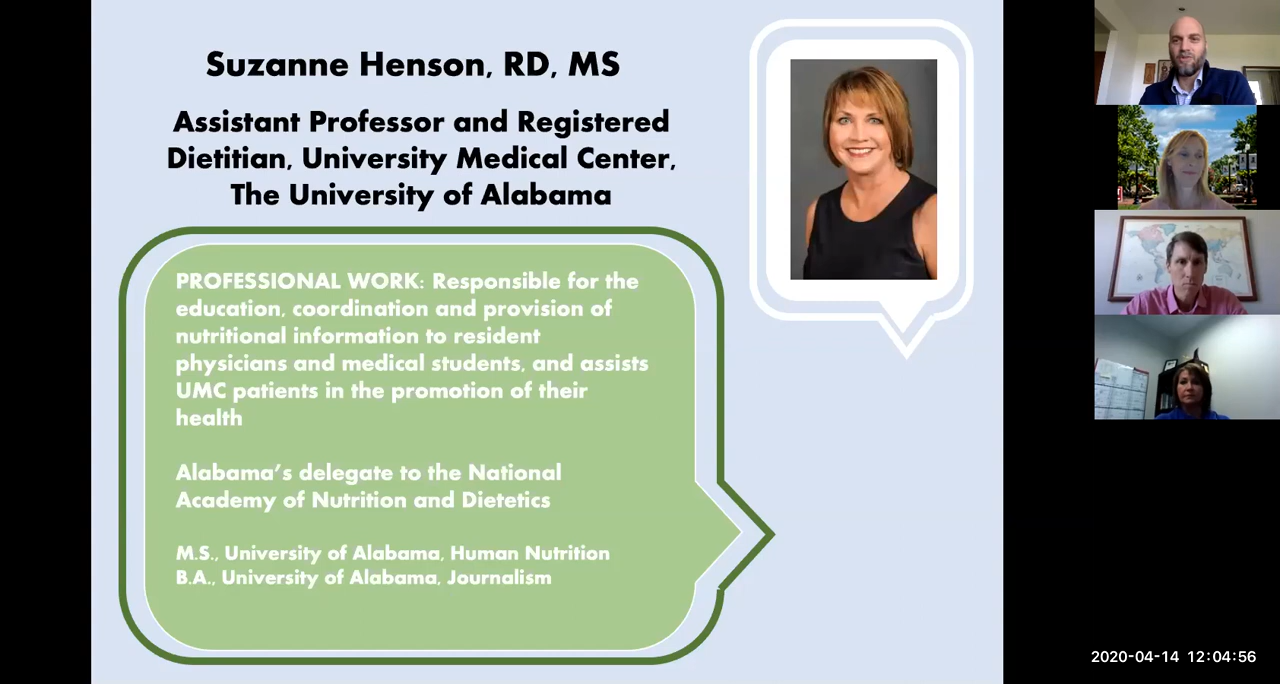 Suzanne Henson, RD, MS
Assistant Professor and Registered
Dietitian, University Medical Center,
The University of Alabama
PROFESSIONAL WORK: Responsible for the
education, coordination and provision of
nutritional information to resident
physicians and medical students, and assists
UMC patients in the promotion of their
health
Alabama’s delegate to the National
Academy of Nutrition and Dietetics
M.S., University of Alabama, Human Nutrition
B.A., University of Alabama, Journalism
2020-04-14 12:04:56